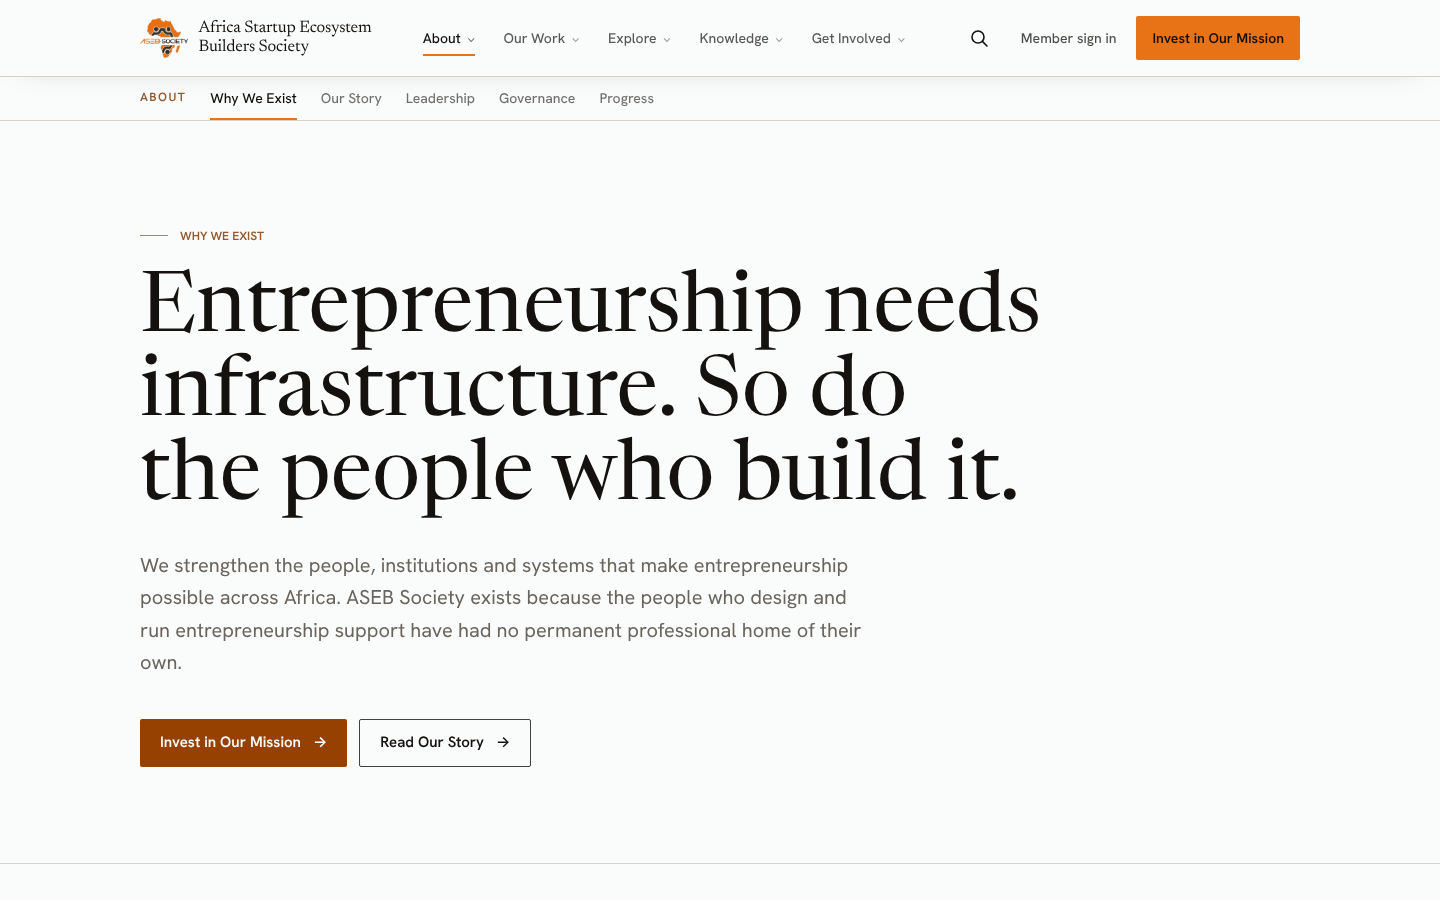 ASEB SOCIETY
Africa Startup Ecosystem
Builders Society
About
Our Work
Explore
Knowledge
Get Involved
Member sign in
Invest in Our Mission
ABOUT
Why We Exist
Our Story
Leadership
Governance
Progress
WHY WE EXIST
Entrepreneurship needs
infrastructure. So do
the people who build it.
We strengthen the people, institutions and systems that make entrepreneurship
possible across Africa. ASEB Society exists because the people who design and
run entrepreneurship support have had no permanent professional home of their
own.
Invest in Our Mission →
Read Our Story →